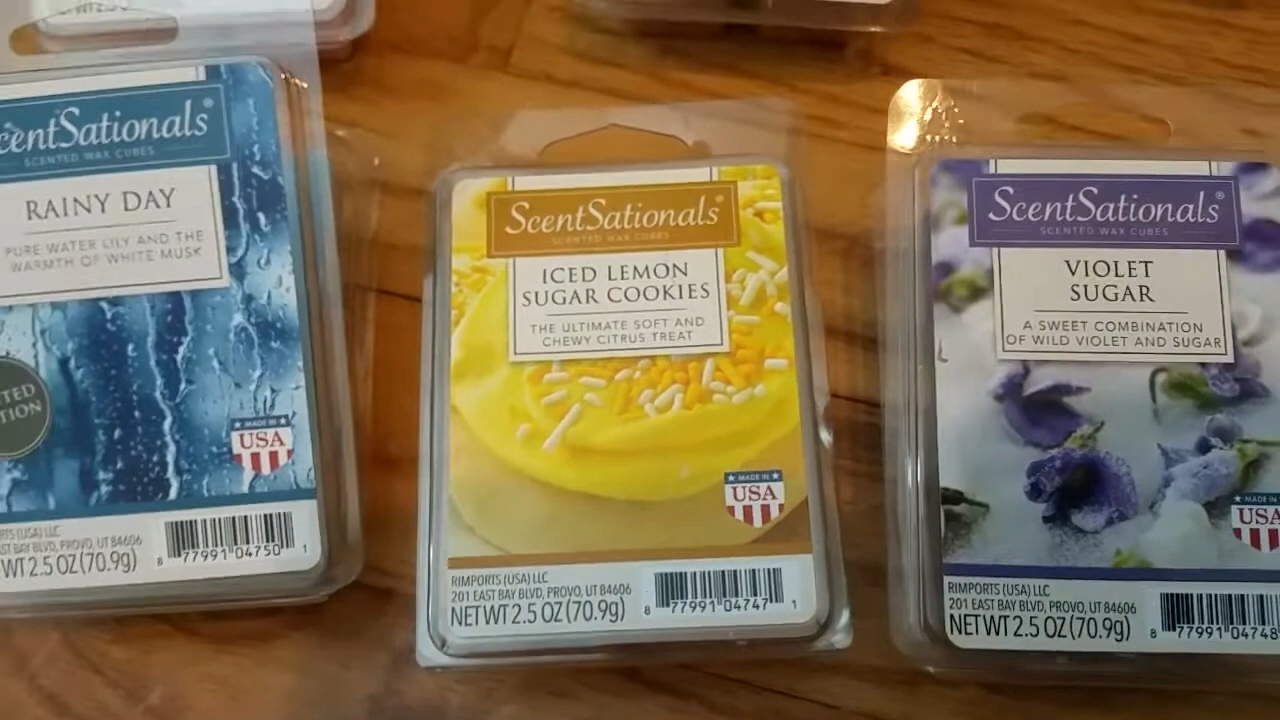 centSationals®
SCENTED WAX CUBES
RAINY DAY
PURE WATER LILY AND THE
WARMTH OF WHITE MUSK
TED
TION
MADE IN
USA
RTS (USA) LLC
ST BAY BLVD, PROVO, UT 84606
WT 2.5 OZ (70.9g)
8 77991 04750 1
ScentSationals®
SCENTED WAX CUBES
ICED LEMON
SUGAR COOKIES
THE ULTIMATE SOFT AND
CHEWY CITRUS TREAT
MADE IN
USA
RIMPORTS (USA) LLC
201 EAST BAY BLVD, PROVO, UT 84606
NET WT 2.5 OZ (70.9g)
8 77991 04747 1
ScentSationals®
SCENTED WAX CUBES
VIOLET
SUGAR
A SWEET COMBINATION
OF WILD VIOLET AND SUGAR
MADE IN
USA
RIMPORTS (USA) LLC
201 EAST BAY BLVD, PROVO, UT 84606
NET WT 2.5 OZ (70.9g)
8 77991 04748